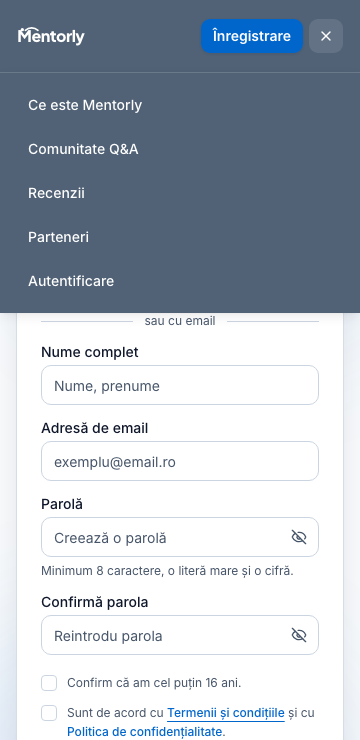 Mentorly
Înregistrare
Ce este Mentorly
Comunitate Q&A
Recenzii
Parteneri
Autentificare
sau cu email
Nume complet
Nume, prenume
Adresă de email
exemplu@email.ro
Parolă
Creează o parolă
Minimum 8 caractere, o literă mare și o cifră.
Confirmă parola
Reintrodu parola
Confirm că am cel puțin 16 ani.
Sunt de acord cu Termenii și condițiile și cu
Politica de confidențialitate.